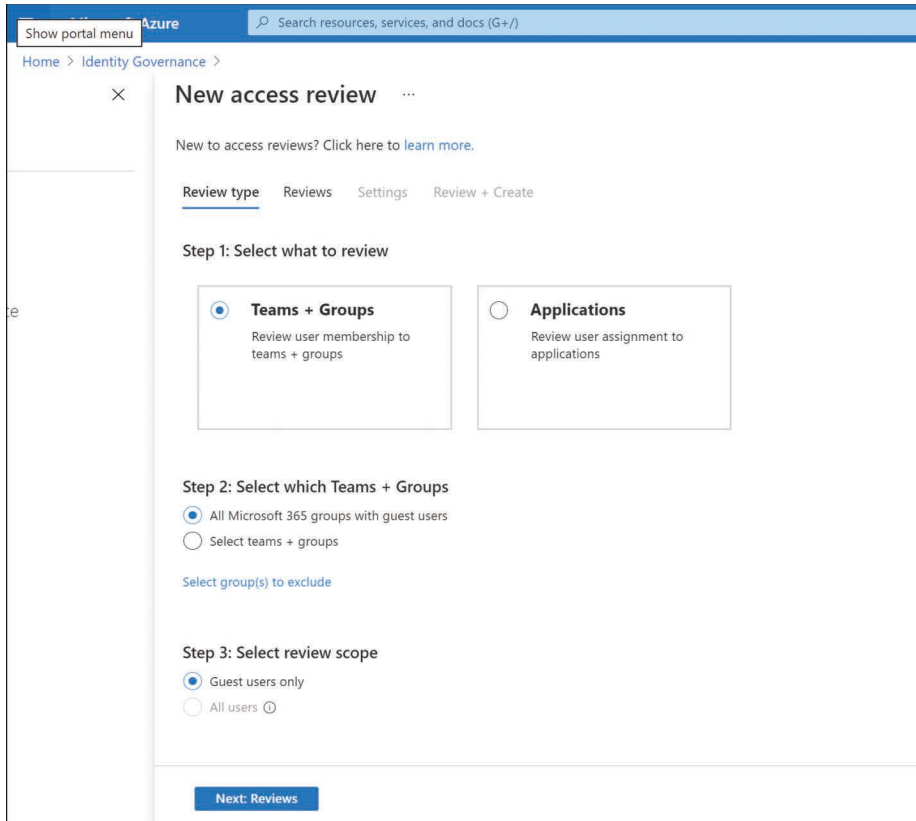 Show portal menu
Azure
Search resources, services, and docs (G+/)
Home > Identity Governance >
New access review ...
New to access reviews? Click here to learn more.
Review type Reviews Settings Review + Create
Step 1: Select what to review
Teams + Groups
Review user membership to
teams + groups
Applications
Review user assignment to
applications
Step 2: Select which Teams + Groups
All Microsoft 365 groups with guest users
Select teams + groups
Select group(s) to exclude
Step 3: Select review scope
Guest users only
All users
Next: Reviews